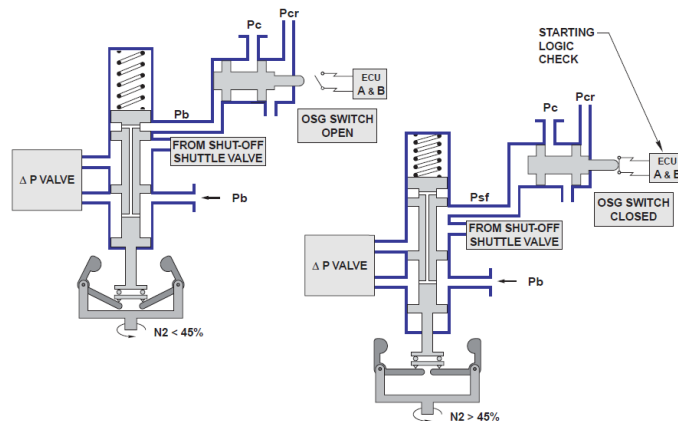 Pc
Pcr
Pb
ECU
A & B
OSG SWITCH
OPEN
FROM SHUT-OFF
SHUTTLE VALVE
Δ P VALVE
Pb
N2 < 45%
STARTING
LOGIC
CHECK
Pc
Pcr
ECU
A & B
OSG SWITCH
CLOSED
Psf
FROM SHUT-OFF
SHUTTLE VALVE
Δ P VALVE
Pb
N2 > 45%